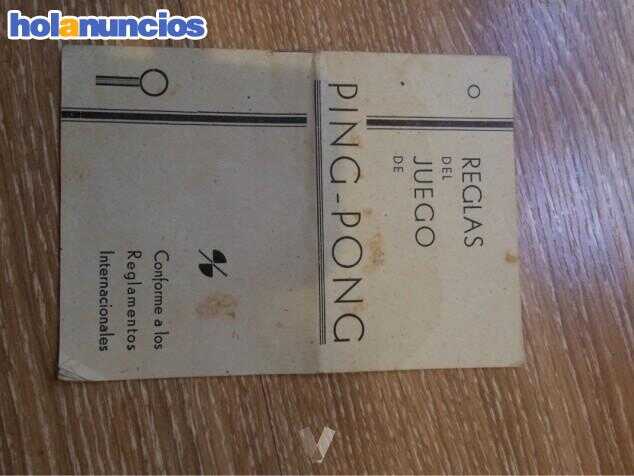 holanuncios
REGLAS
DEL
JUEGO
DE
PING-PONG
Conforme a los
Reglamentos
Internacionales